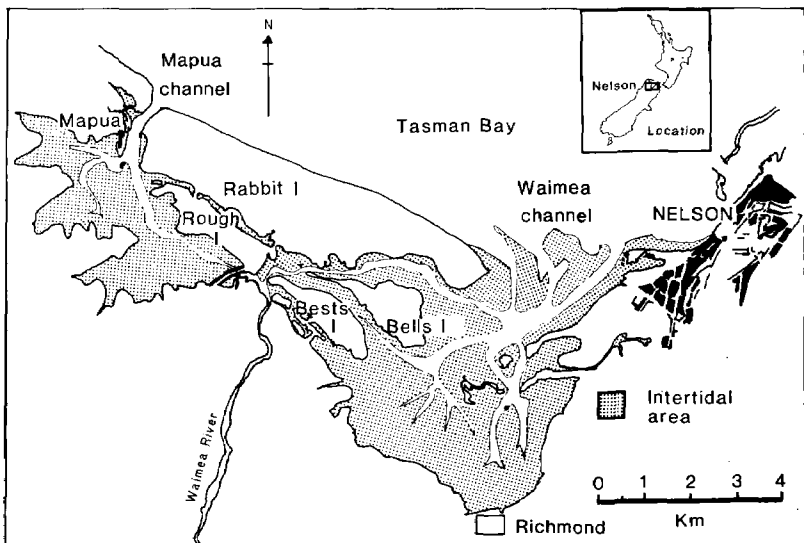 Mapua
channel
N
Nelson
Location
Mapua
Tasman Bay
Rabbit I
Waimea
channel
Rough
I
NELSON
Bests
I
Bells I
Intertidal
area
Waimea River
0 1 2 3 4
Km
Richmond